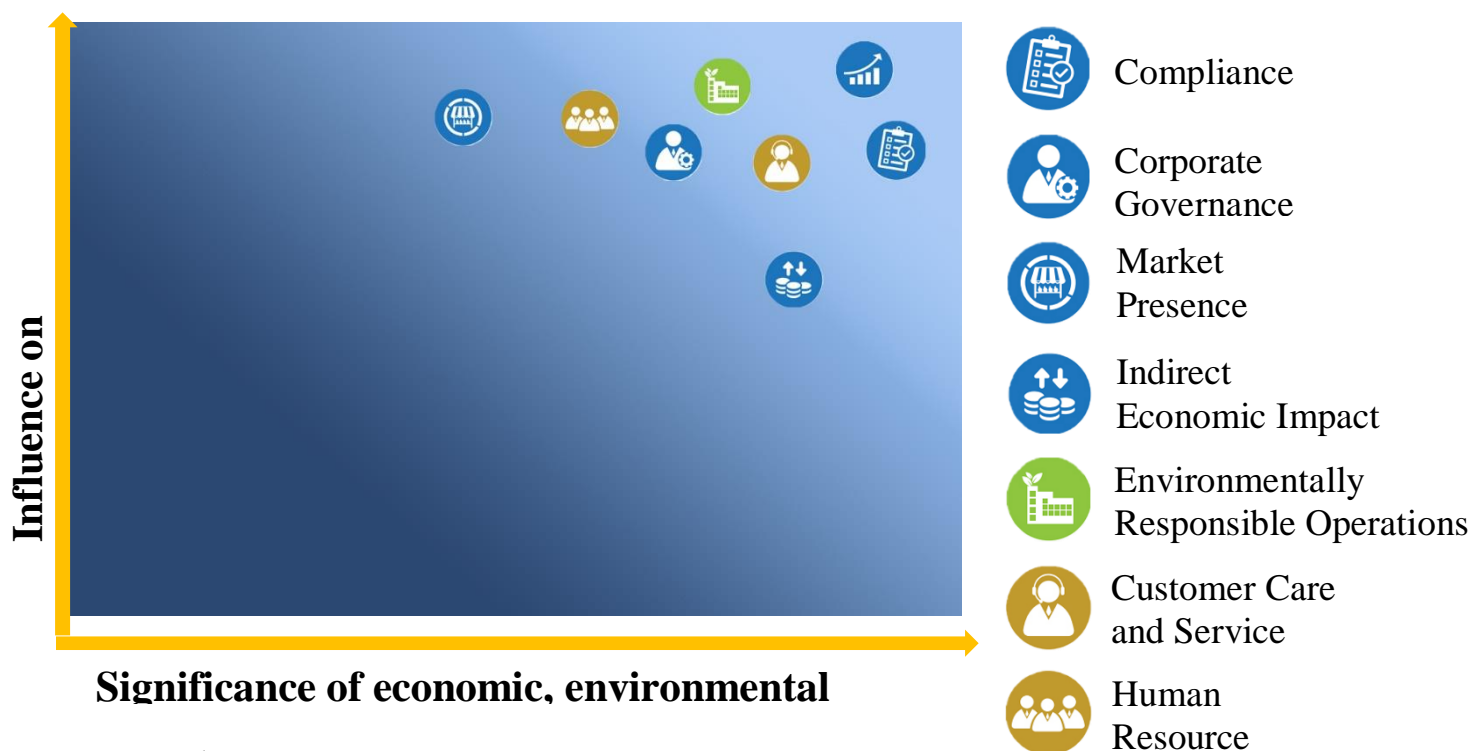 Compliance
Corporate
Governance
Market
Presence
Indirect
Economic Impact
Environmentally
Responsible Operations
Customer Care
and Service
Human
Resource
Influence on
Significance of economic, environmental